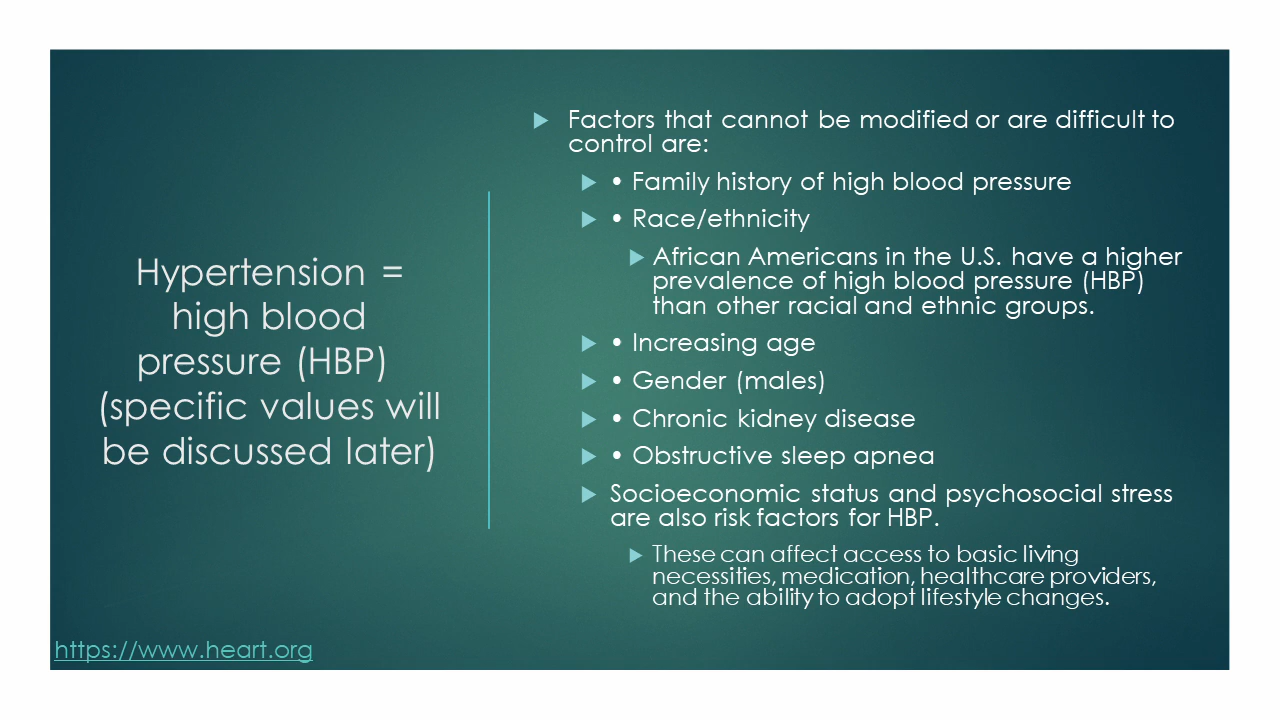 Hypertension =
high blood
pressure (HBP)
(specific values will
be discussed later)
Factors that cannot be modified or are difficult to
control are:
• Family history of high blood pressure
• Race/ethnicity
African Americans in the U.S. have a higher
prevalence of high blood pressure (HBP)
than other racial and ethnic groups.
• Increasing age
• Gender (males)
• Chronic kidney disease
• Obstructive sleep apnea
Socioeconomic status and psychosocial stress
are also risk factors for HBP.
These can affect access to basic living
necessities, medication, healthcare providers,
and the ability to adopt lifestyle changes.
https://www.heart.org